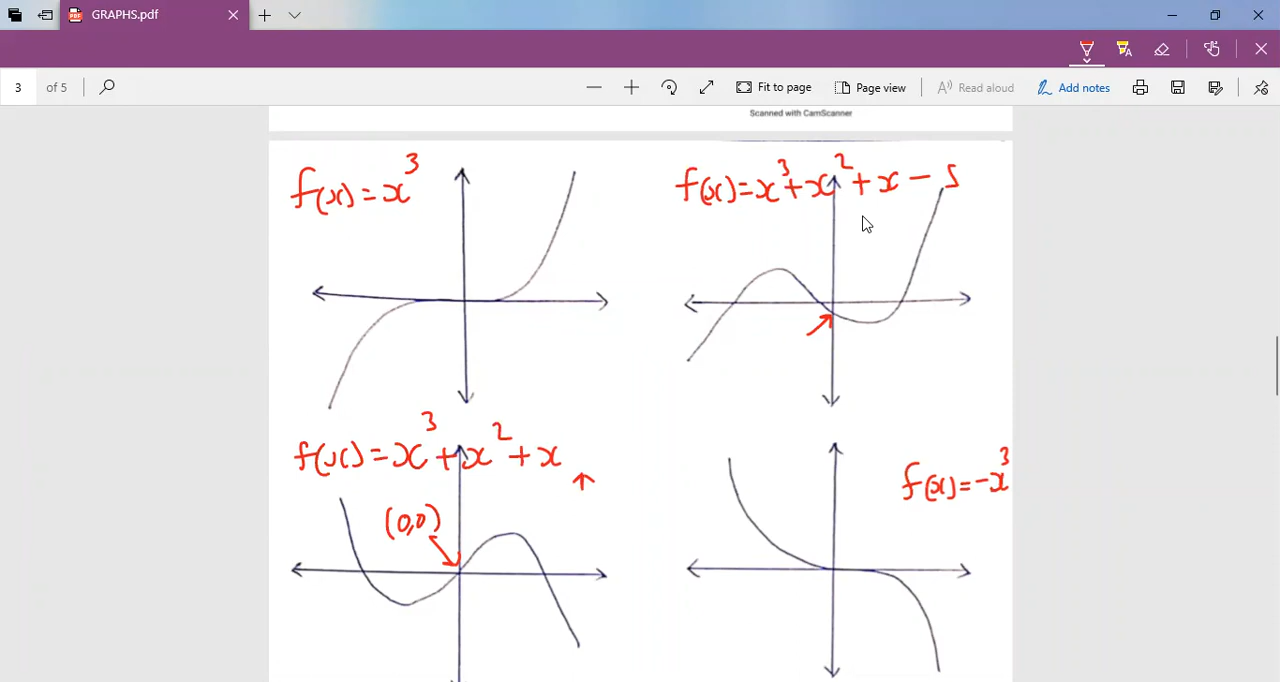 GRAPHS.pdf
3 of 5
Fit to page
Page view
Read aloud
Add notes
Scanned with CamScanner
f(x)=x³
f(x)=x³+x²+x-5
f(x)=x³+x²+x
(0,0)
f(x)=-x³